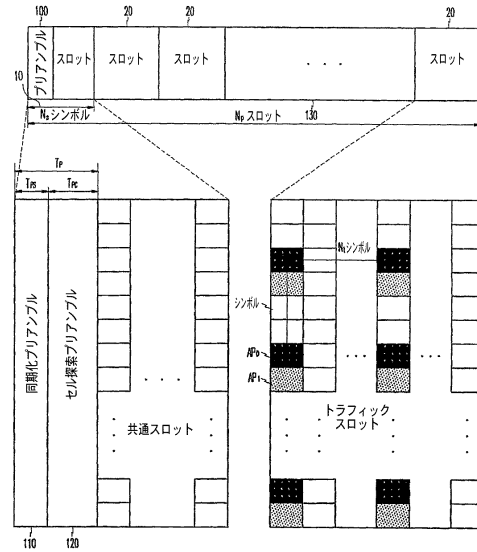 100
20
20
20
プリアンブル
スロット
スロット
スロット
. . .
スロット
10
Nsシンボル
Npスロット
130
TP
TPS
TPC
同期化プリアンブル
セル探索プリアンブル
共通スロット
Ntシンボル
シンボル
AP0
AP1
トラフィック
スロット
110
120